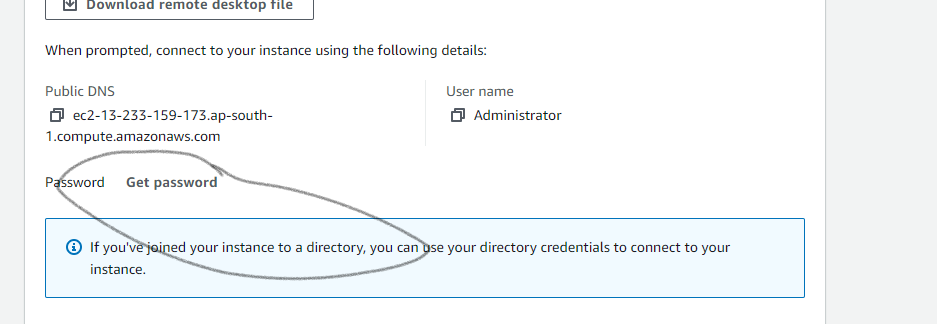 Download remote desktop file
When prompted, connect to your instance using the following details:
Public DNS
ec2-13-233-159-173.ap-south-
1.compute.amazonaws.com
User name
Administrator
Password Get password
If you've joined your instance to a directory, you can use your directory credentials to connect to your
instance.